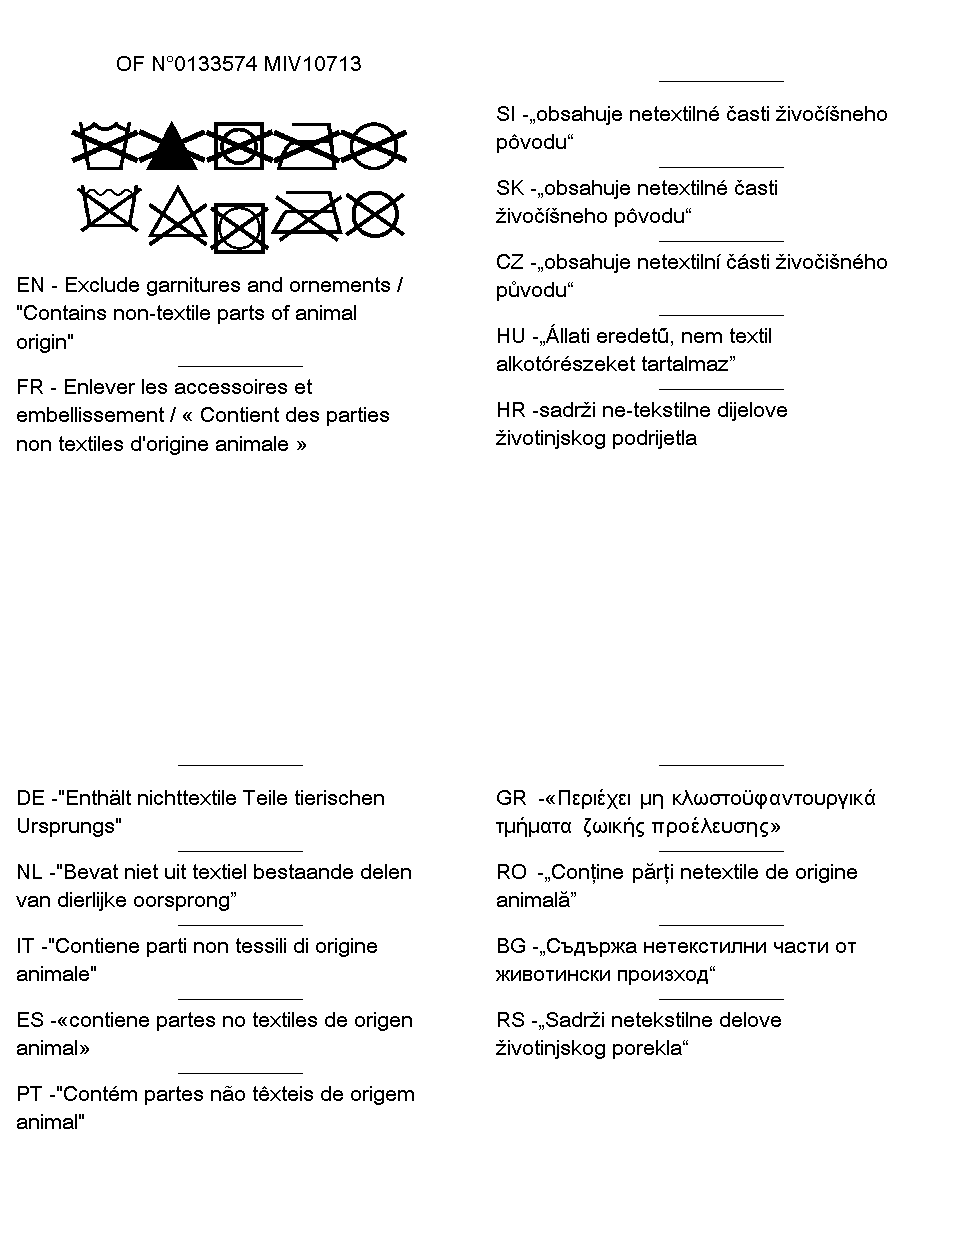 OF N°0133574 MIV10713
EN - Exclude garnitures and ornements /
"Contains non-textile parts of animal
origin"
FR - Enlever les accessoires et
embellissement / « Contient des parties
non textiles d'origine animale »
SI -„obsahuje netextilné časti živočíšneho
pôvodu“
SK -„obsahuje netextilné časti
živočíšneho pôvodu“
CZ -„obsahuje netextilní části živočišného
původu“
HU -„Állati eredetű, nem textil
alkotórészeket tartalmaz”
HR -sadrži ne-tekstilne dijelove
životinjskog podrijetla
DE -"Enthält nichttextile Teile tierischen
Ursprungs"
NL -"Bevat niet uit textiel bestaande delen
van dierlijke oorsprong”
IT -"Contiene parti non tessili di origine
animale"
ES -«contiene partes no textiles de origen
animal»
PT -"Contém partes não têxteis de origem
animal"
GR -«Περιέχει μη κλωστοϋφαντουργικά
τμήματα ζωικής προέλευσης»
RO -„Conține părți netextile de origine
animală”
BG -„Съдържа нетекстилни части от
животински произход“
RS -„Sadrži netekstilne delove
životinjskog porekla“